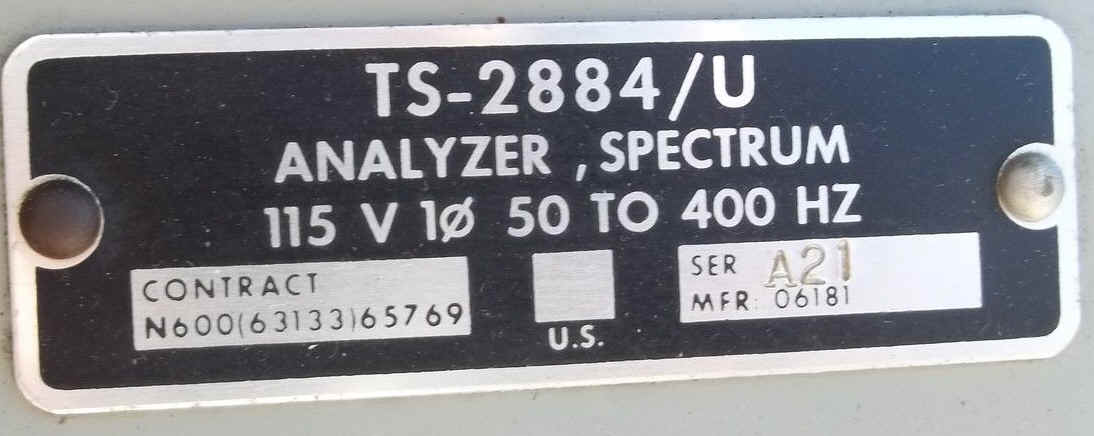 TS-2884/U
ANALYZER , SPECTRUM
115 V 1ø 50 TO 400 HZ
CONTRACT
N600(63133)65769
U.S.
SER A21
MFR: 06181